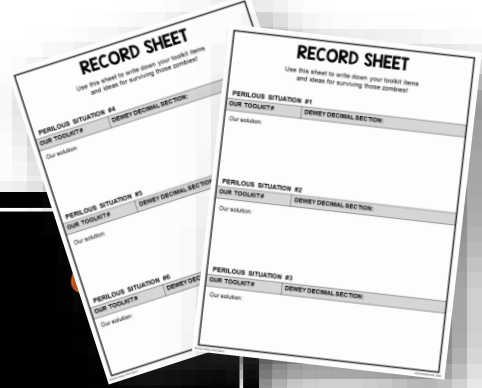 RECORD SHEET
Use this sheet to write down your toolkit items
and ideas for surviving those zombies!
PERILOUS SITUATION #4
OUR TOOLKIT# DEWEY DECIMAL SECTION:
Our solution:
PERILOUS SITUATION #5
OUR TOOLKIT# DEWEY DECIMAL SECTION
Our solution:
PERILOUS SITUATION #6
OUR TOOLKIT# DEWEY DEC
Our solution:
RECORD SHEET
Use this sheet to write down your toolkit items
and ideas for surviving those zombies!
PERILOUS SITUATION #1
OUR TOOLKIT# DEWEY DECIMAL SECTION:
Our solution:
PERILOUS SITUATION #2
OUR TOOLKIT# DEWEY DECIMAL SECTION:
Our solution:
PERILOUS SITUATION #3
OUR TOOLKIT# DEWEY DECIMAL SECTION:
Our solution: